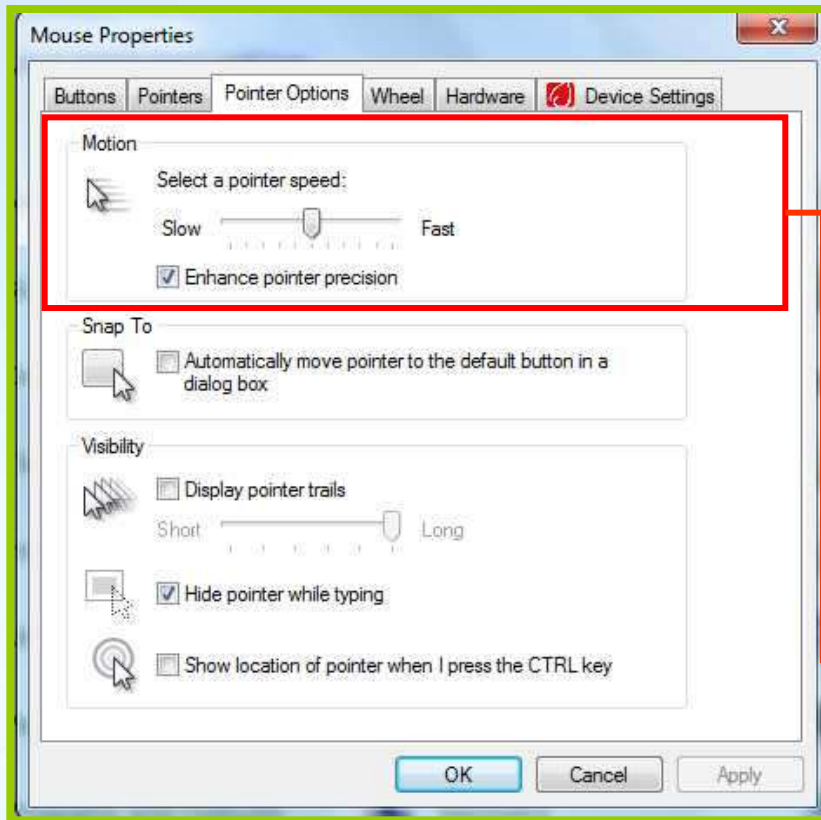 Mouse Properties
Buttons Pointers Pointer Options Wheel Hardware Device Settings
Motion
Select a pointer speed:
Slow Fast
Enhance pointer precision
Snap To
Automatically move pointer to the default button in a
dialog box
Visibility
Display pointer trails
Short Long
Hide pointer while typing
Show location of pointer when I press the CTRL key
OK Cancel Apply